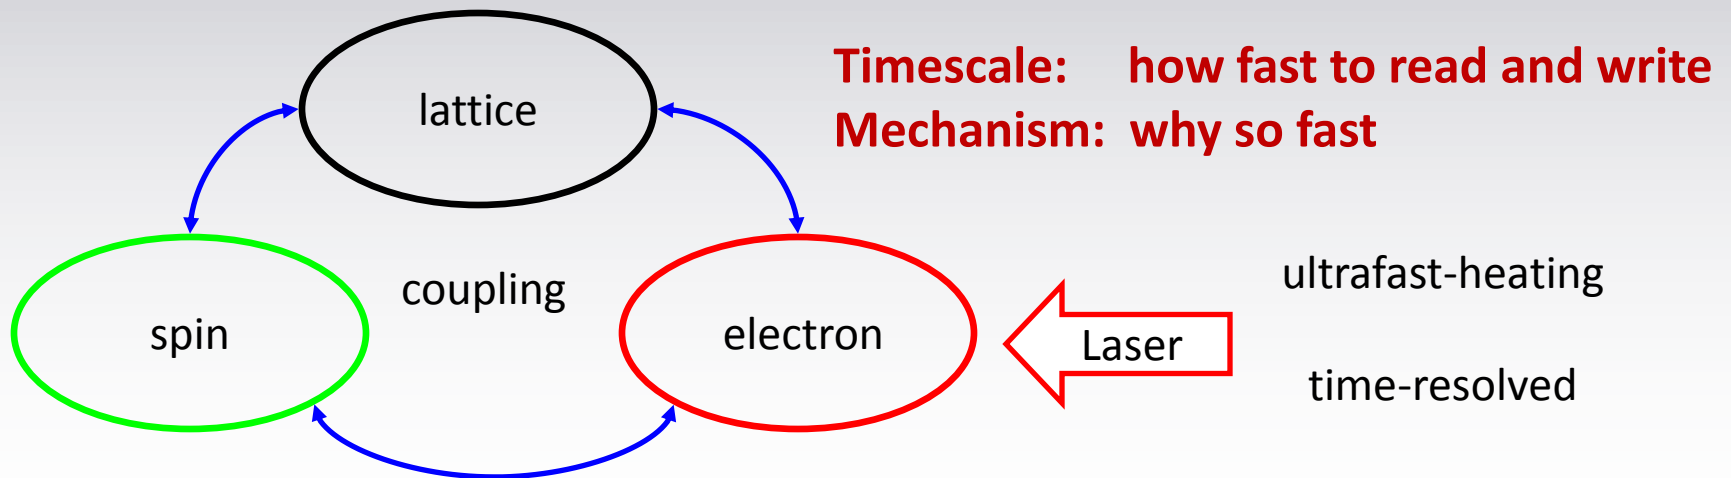 lattice
Timescale: how fast to read and write
Mechanism: why so fast
coupling
spin
electron
Laser
ultrafast-heating
time-resolved